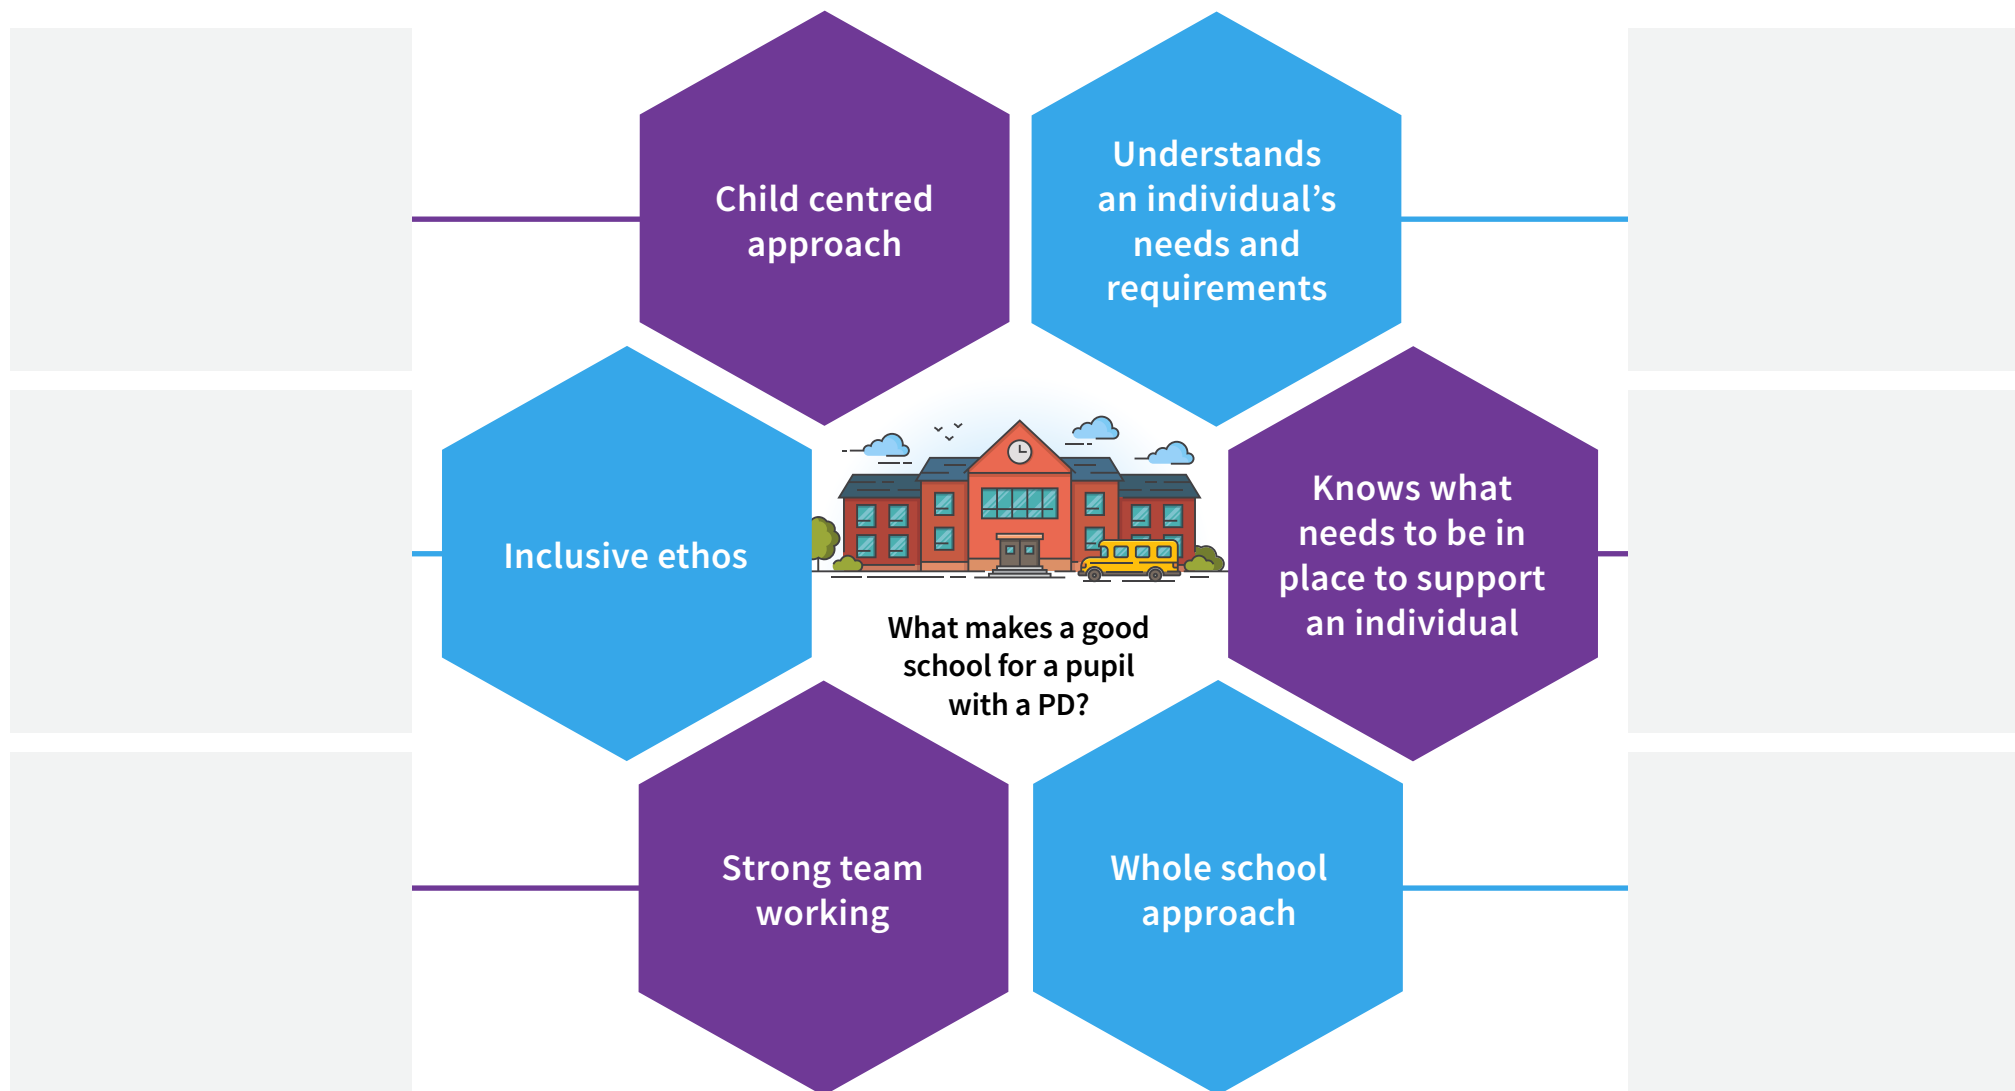 Child centred
approach
Understands
an individual’s
needs and
requirements
Inclusive ethos
Knows what
needs to be in
place to support
an individual
What makes a good
school for a pupil
with a PD?
Strong team
working
Whole school
approach